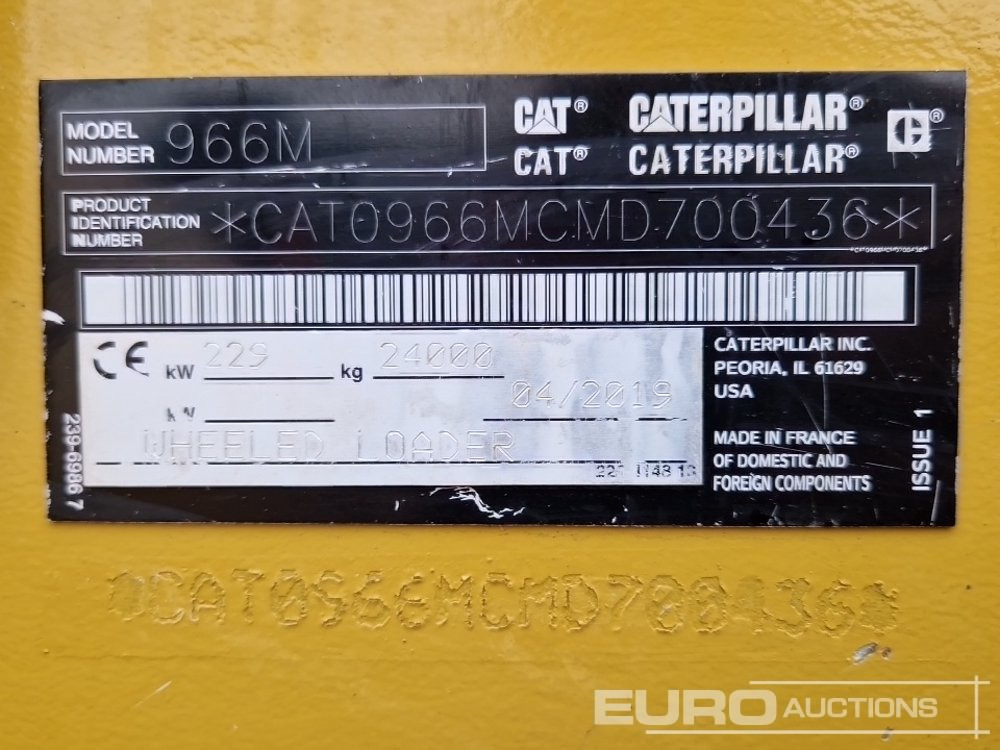 MODEL NUMBER 966M
CAT® CATERPILLAR® ®
CAT® CATERPILLAR®
PRODUCT IDENTIFICATION NUMBER *CAT0966MCMD700436*
*CAT0966MCMD700436*
CE kW 229 kg 24000
04/2019
WHEELED LOADER
CATERPILLAR INC.
PEORIA, IL 61629
USA
MADE IN FRANCE
OF DOMESTIC AND
FOREIGN COMPONENTS
239-6986 7
ISSUE 1
CAT0966MCMD700436
EURO AUCTIONS